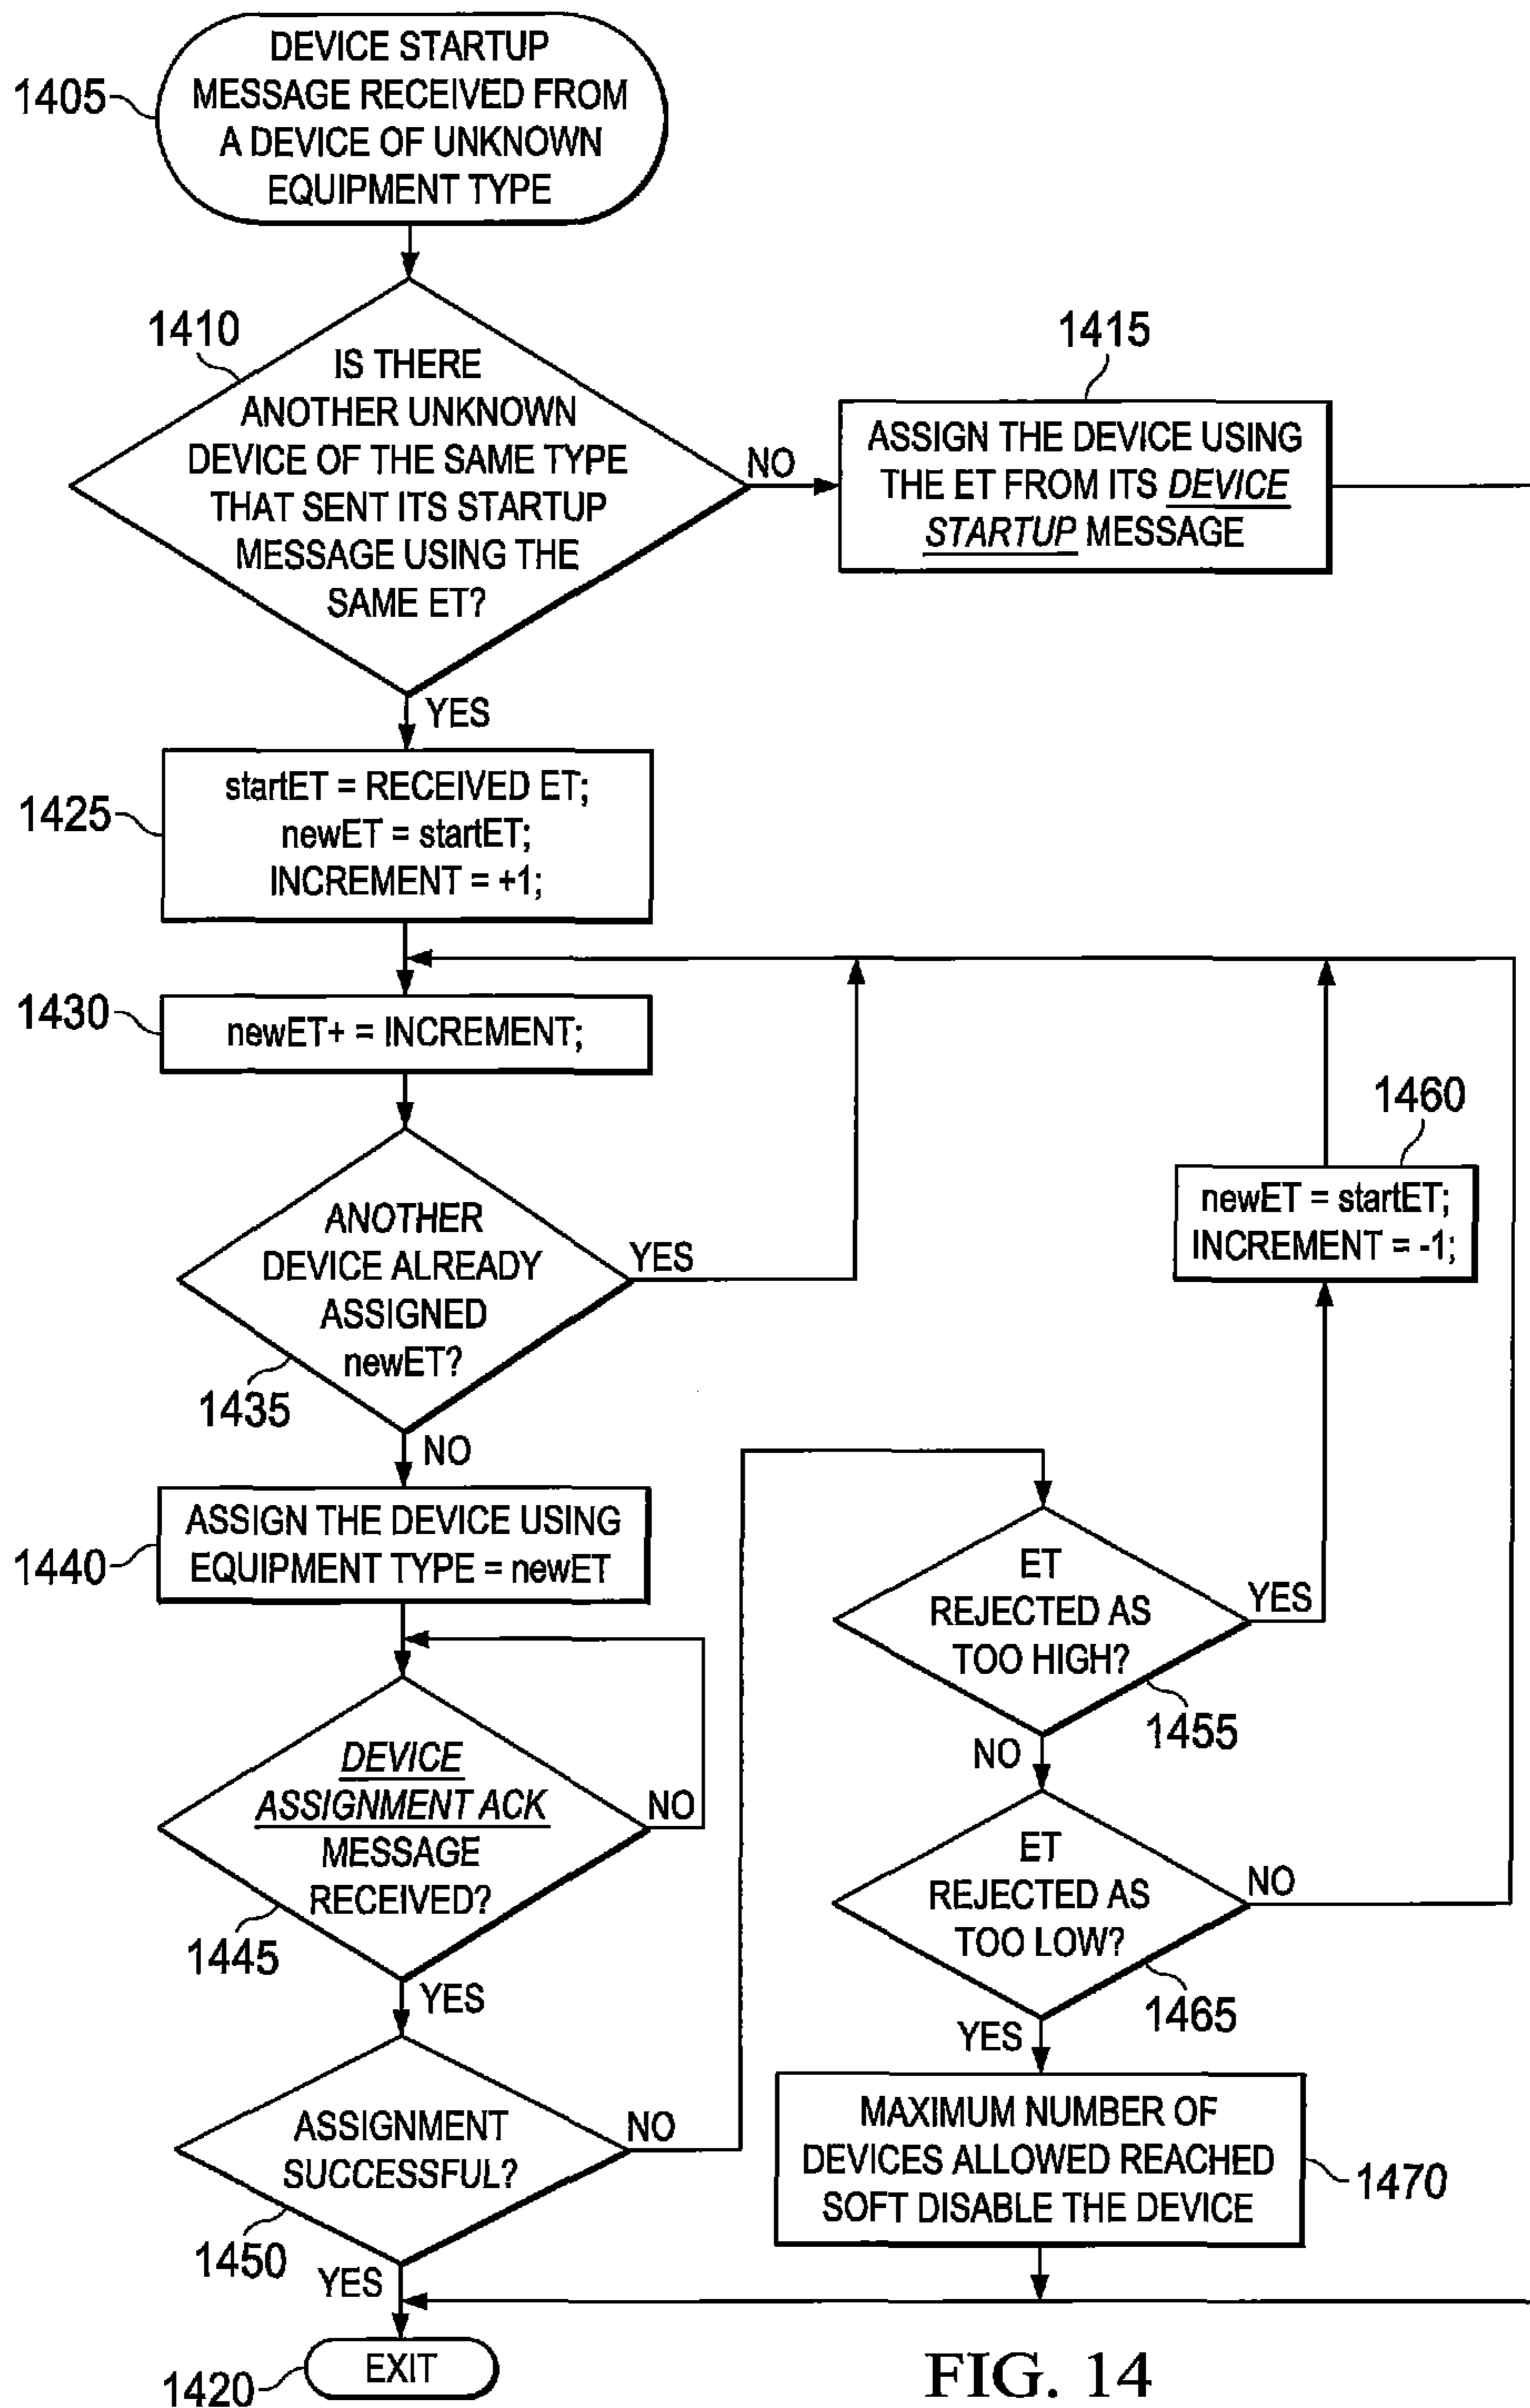 DEVICE STARTUP
MESSAGE RECEIVED FROM
A DEVICE OF UNKNOWN
EQUIPMENT TYPE
1405
1410
IS THERE
ANOTHER UNKNOWN
DEVICE OF THE SAME TYPE
THAT SENT ITS STARTUP
MESSAGE USING THE
SAME ET?
NO
1415
ASSIGN THE DEVICE USING
THE ET FROM ITS DEVICE
STARTUP MESSAGE
YES
1425
startET = RECEIVED ET;
newET = startET;
INCREMENT = +1;
1430
newET+ = INCREMENT;
ANOTHER
DEVICE ALREADY
ASSIGNED
newET?
YES
1435
NO
1460
newET = startET;
INCREMENT = -1;
1440
ASSIGN THE DEVICE USING
EQUIPMENT TYPE = newET
DEVICE
ASSIGNMENT ACK
MESSAGE
RECEIVED?
NO
1445
YES
ASSIGNMENT
SUCCESSFUL?
NO
1450
YES
ET
REJECTED AS
TOO HIGH?
YES
1455
NO
ET
REJECTED AS
TOO LOW?
NO
1465
YES
MAXIMUM NUMBER OF
DEVICES ALLOWED REACHED
SOFT DISABLE THE DEVICE
1470
1420
EXIT
FIG. 14